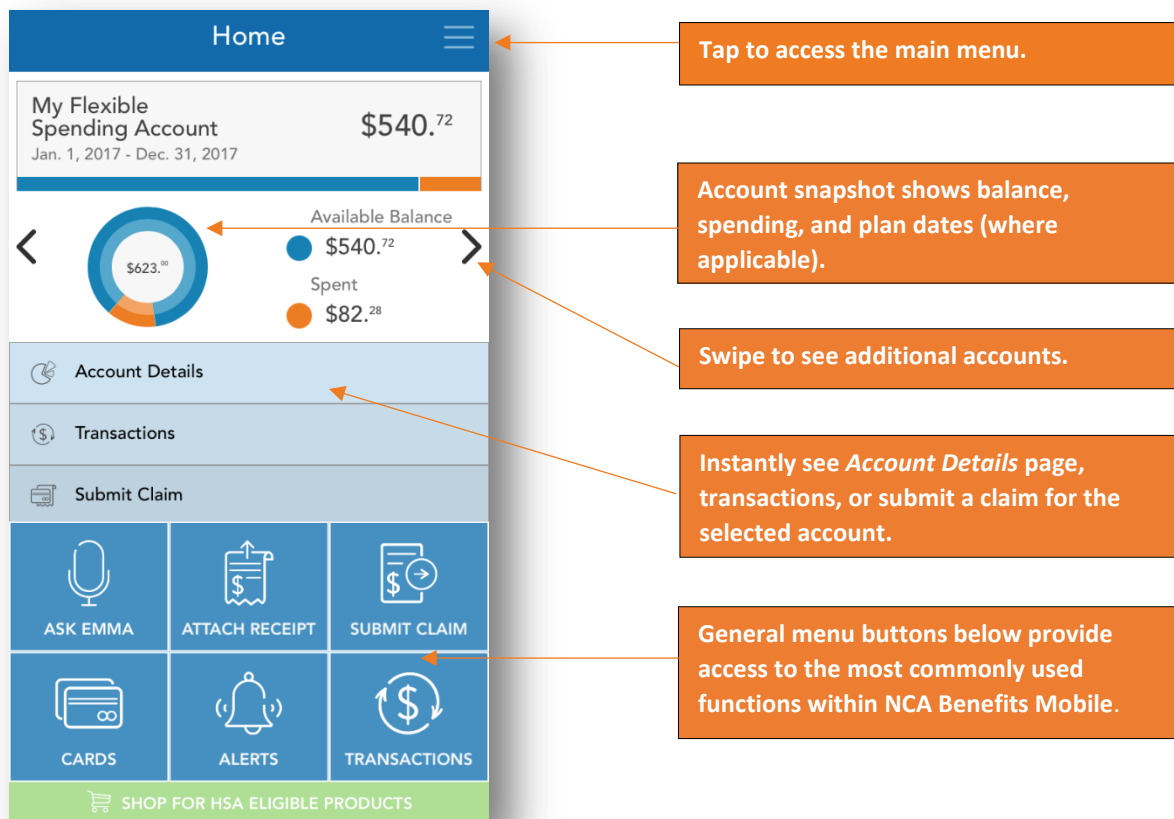 Home
Tap to access the main menu.
My Flexible
Spending Account
$540.72
Jan. 1, 2017 - Dec. 31, 2017
Account snapshot shows balance,
spending, and plan dates (where
applicable).
$623.00
Available Balance
$540.72
Spent
$82.28
Swipe to see additional accounts.
Account Details
Transactions
Submit Claim
Instantly see Account Details page,
transactions, or submit a claim for the
selected account.
ASK EMMA
ATTACH RECEIPT
SUBMIT CLAIM
General menu buttons below provide
access to the most commonly used
functions within NCA Benefits Mobile.
CARDS
ALERTS
TRANSACTIONS
SHOP FOR HSA ELIGIBLE PRODUCTS